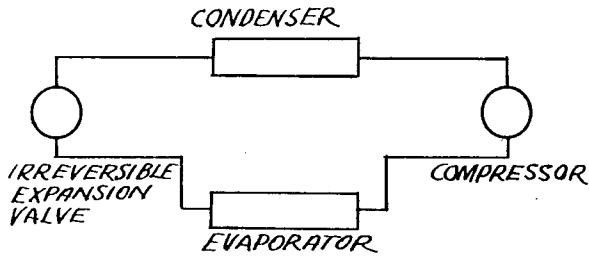 CONDENSER
IRREVERSIBLE
EXPANSION
VALVE
COMPRESSOR
EVAPORATOR